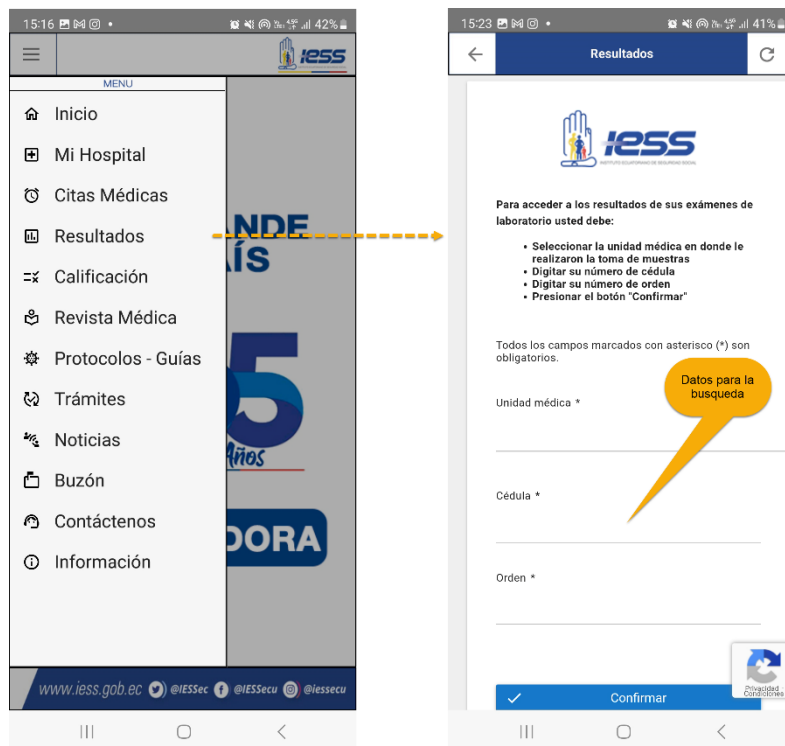 15:16
42%
iess
MENU
Inicio
Mi Hospital
Citas Médicas
Resultados
Calificación
Revista Médica
Protocolos - Guías
Trámites
Noticias
Buzón
Contáctenos
Información
ANDE
ÍS
5
Años
DORA
www.iess.gob.ec @IESSec @IESSecu @iessecu
15:23
41%
Resultados
iess
INSTITUTO ECUATORIANO DE SEGURIDAD SOCIAL
Para acceder a los resultados de sus exámenes de
laboratorio usted debe:
• Seleccionar la unidad médica en donde le
realizaron la toma de muestras
• Digitar su número de cédula
• Digitar su número de orden
• Presionar el botón "Confirmar"
Todos los campos marcados con asterisco (*) son
obligatorios.
Datos para la
busqueda
Unidad médica *
Cédula *
Orden *
Confirmar
Privacidad
Condiciones